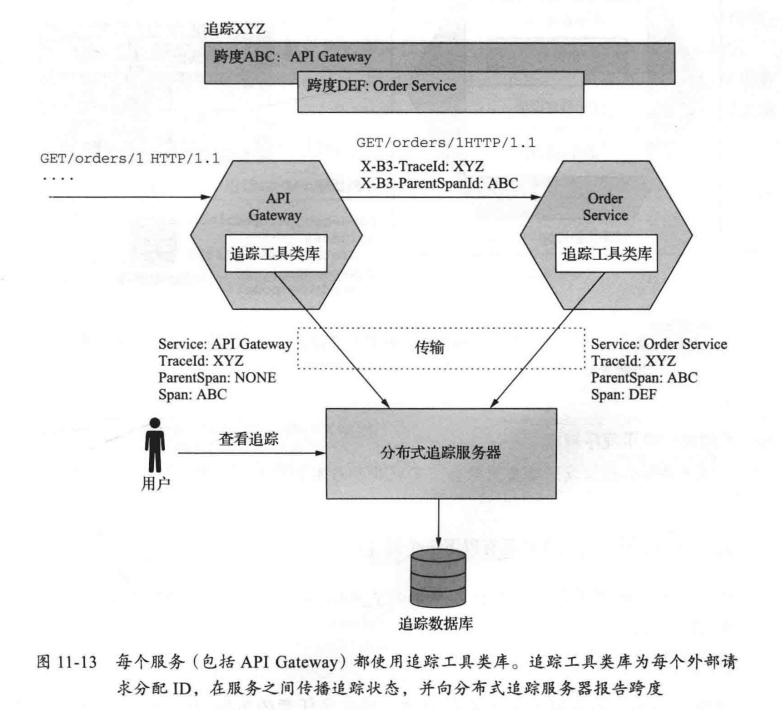 追踪XYZ
跨度ABC: API Gateway
跨度DEF: Order Service
GET/orders/1 HTTP/1.1
....
GET/orders/1HTTP/1.1
X-B3-TraceId: XYZ
X-B3-ParentSpanId: ABC
API
Gateway
追踪工具类库
Order
Service
追踪工具类库
Service: API Gateway
TraceId: XYZ
ParentSpan: NONE
Span: ABC
传输
Service: Order Service
TraceId: XYZ
ParentSpan: ABC
Span: DEF
查看追踪
用户
分布式追踪服务器
追踪数据库
图 11-13 每个服务（包括 API Gateway）都使用追踪工具类库。追踪工具类库为每个外部请
求分配 ID，在服务之间传播追踪状态，并向分布式追踪服务器报告跨度